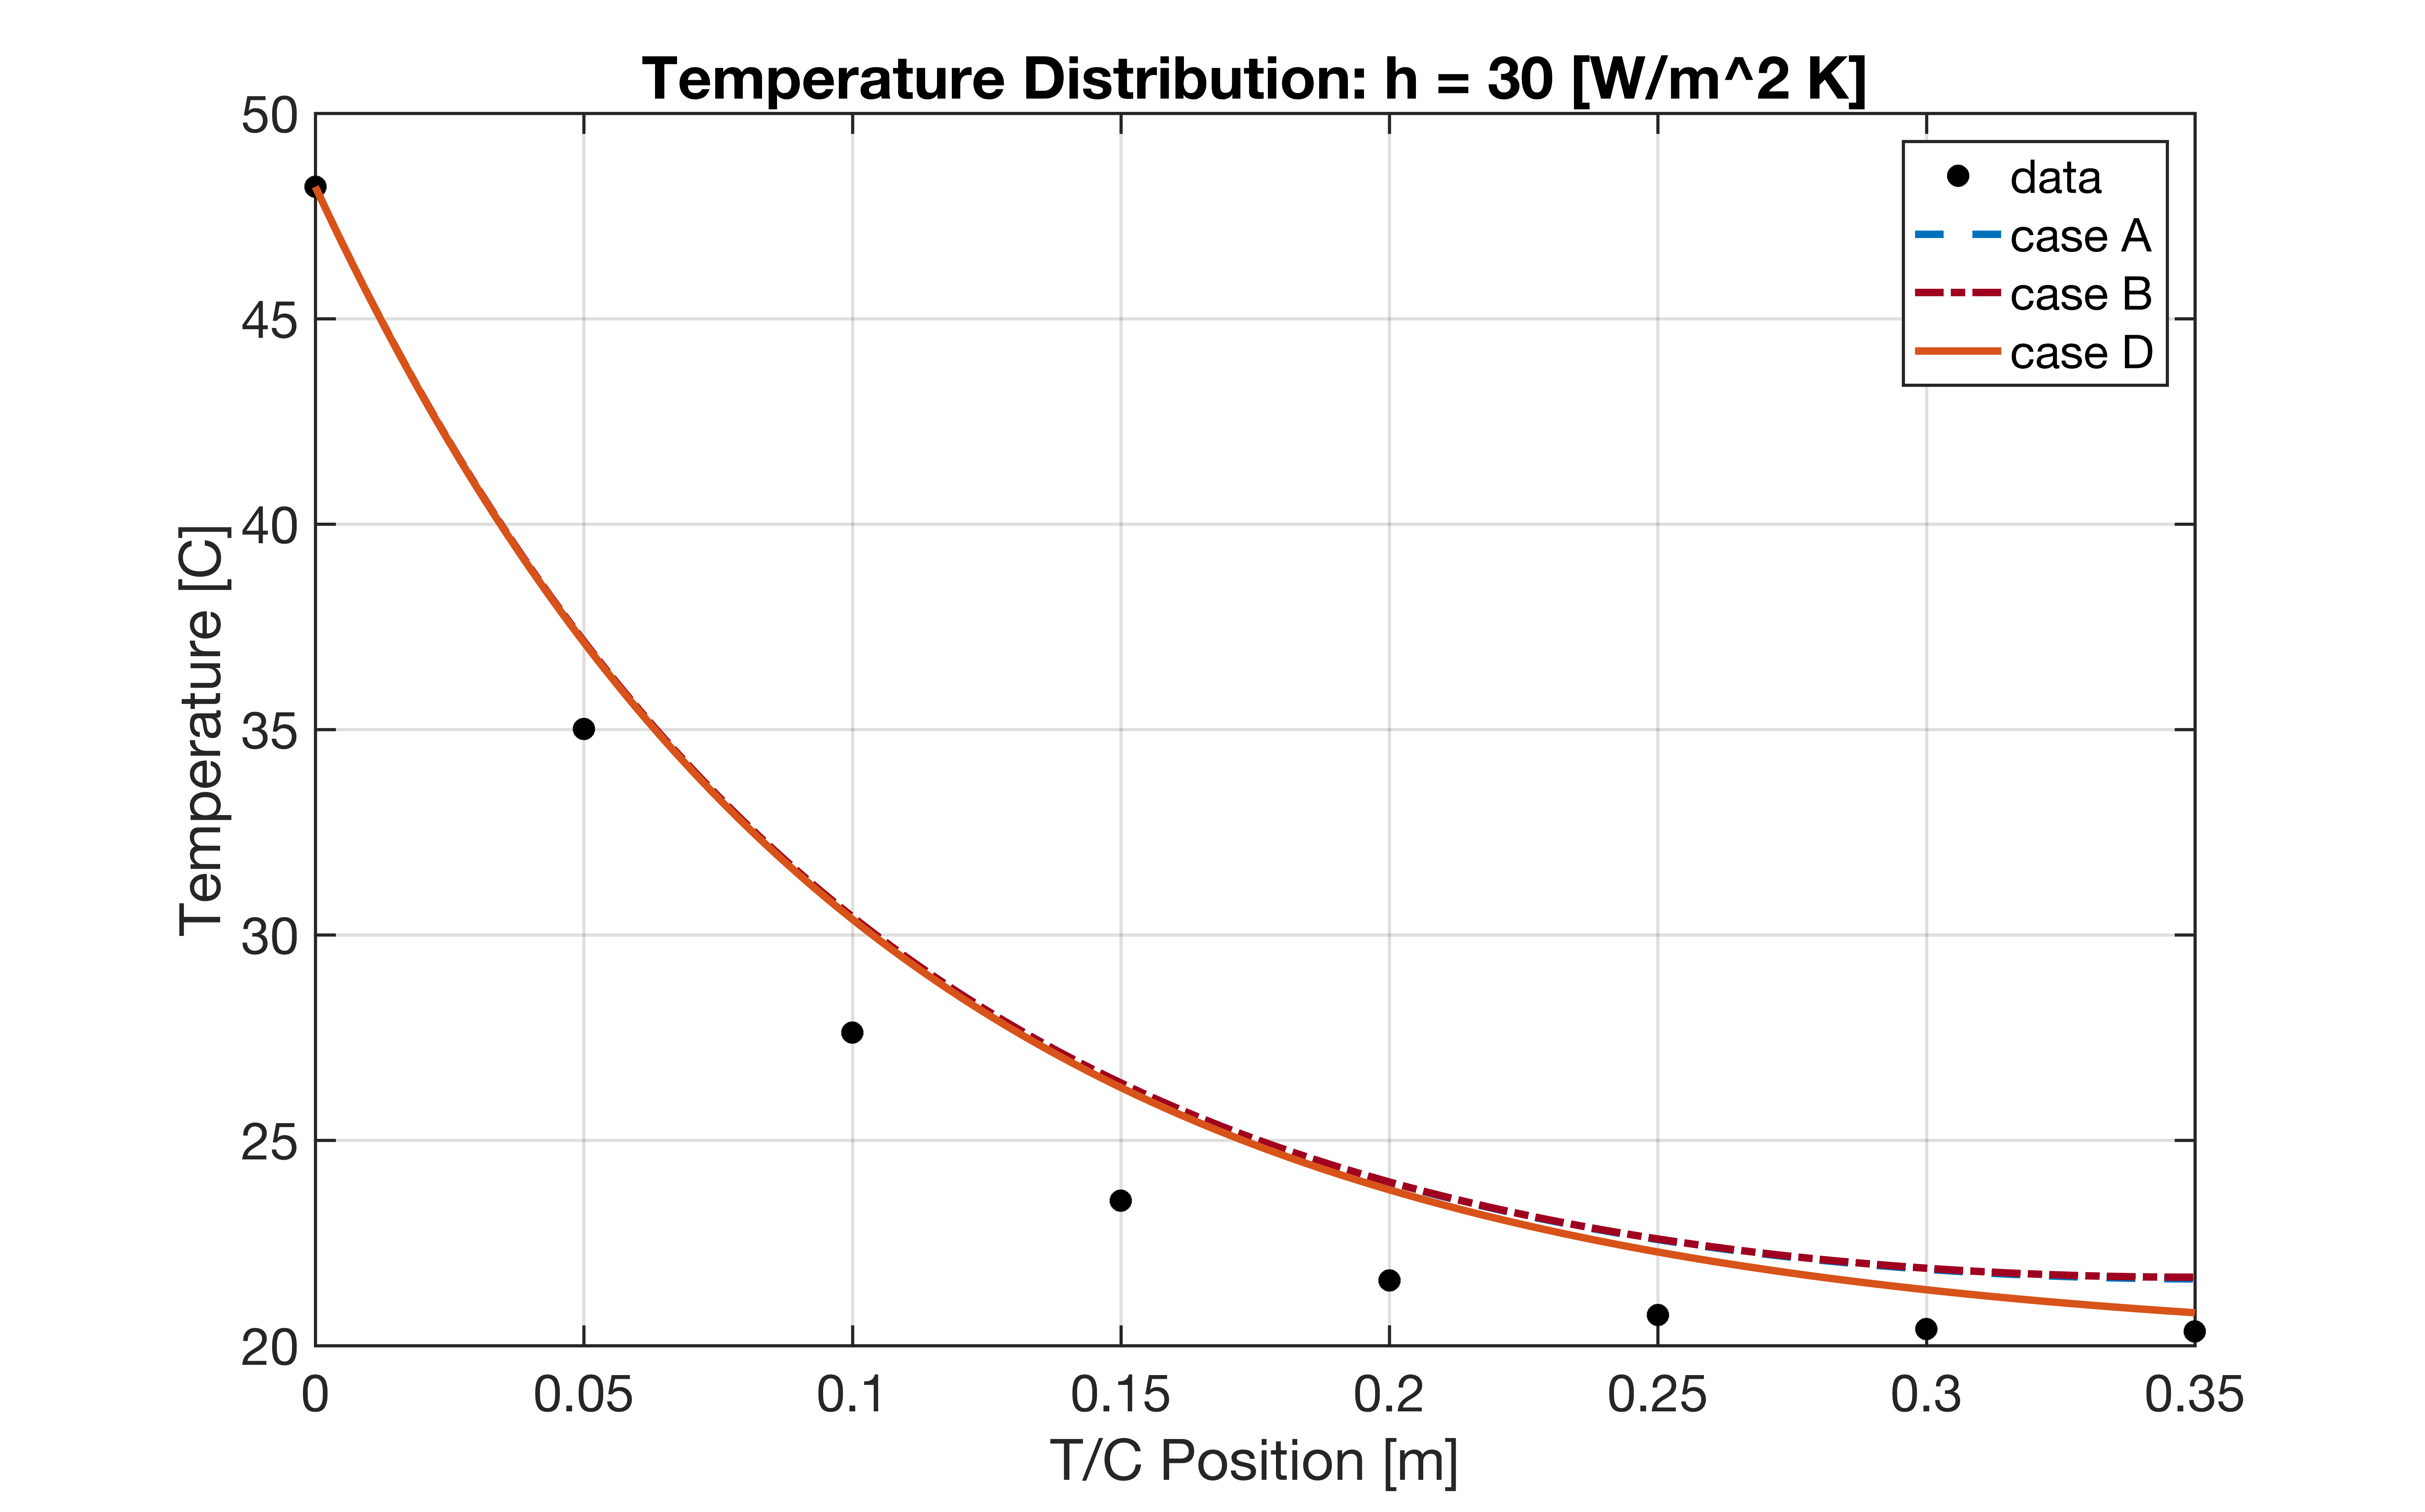 Temperature Distribution: h = 30 [W/m^2 K]
50
45
40
35
30
25
20
Temperature [C]
data
case A
case B
case D
0 0.05 0.1 0.15 0.2 0.25 0.3 0.35
T/C Position [m]